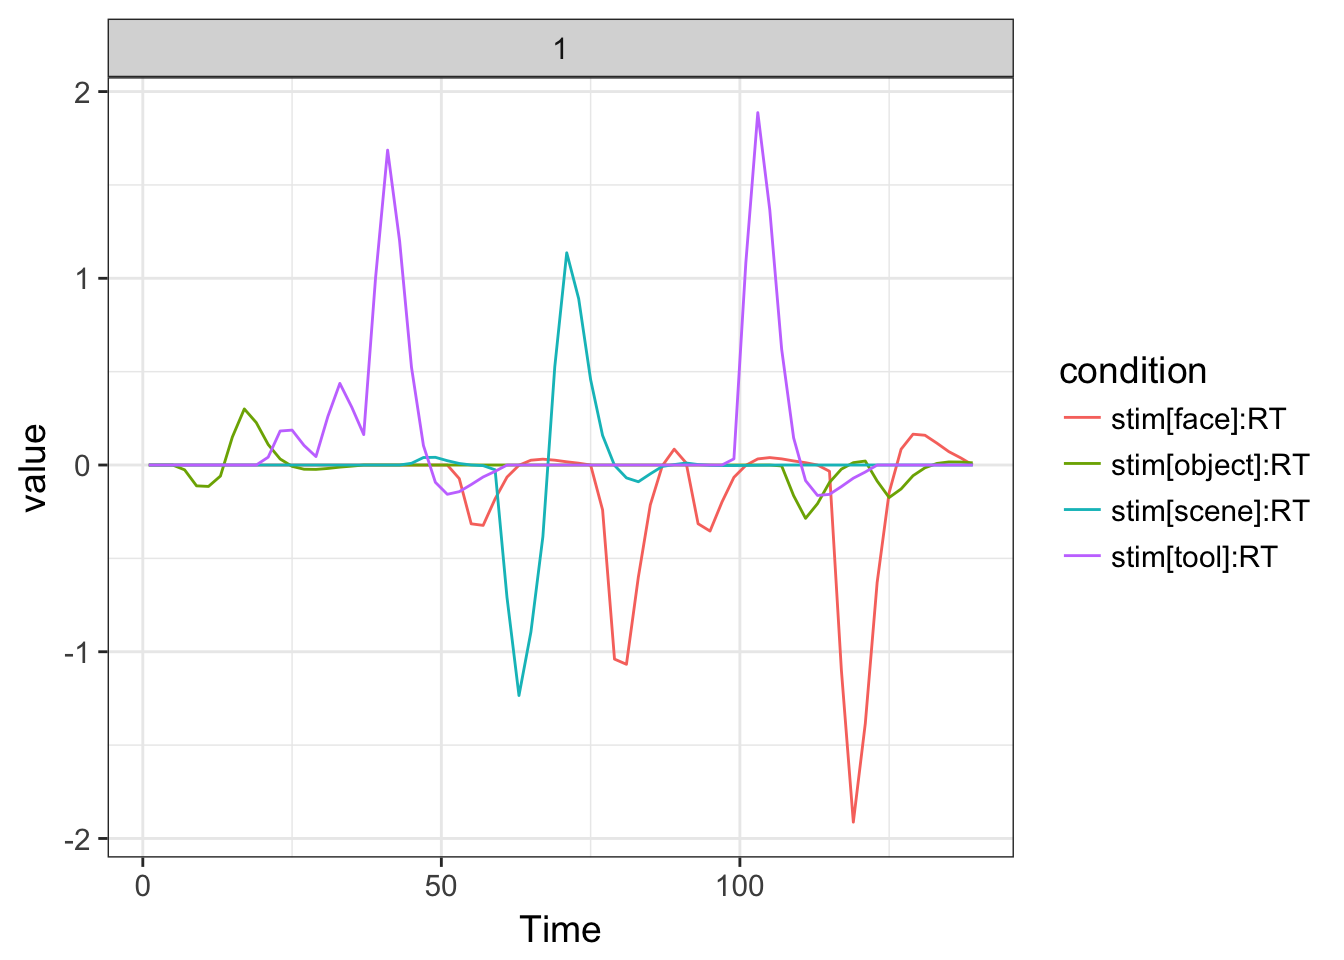 1
2
1
0
-1
-2
value
0
50
100
Time
condition
stim[face]:RT
stim[object]:RT
stim[scene]:RT
stim[tool]:RT